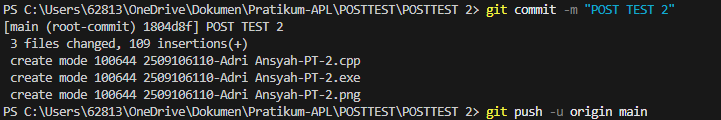 PS C:\Users\62813\OneDrive\Dokumen\Pratikum-APL\POSTTEST\POSTTEST 2> git commit -m "POST TEST 2"
[main (root-commit) 1804d8f] POST TEST 2
 3 files changed, 109 insertions(+)
 create mode 100644 2509106110-Adri Ansyah-PT-2.cpp
 create mode 100644 2509106110-Adri Ansyah-PT-2.exe
 create mode 100644 2509106110-Adri Ansyah-PT-2.png
PS C:\Users\62813\OneDrive\Dokumen\Pratikum-APL\POSTTEST\POSTTEST 2> git push -u origin main